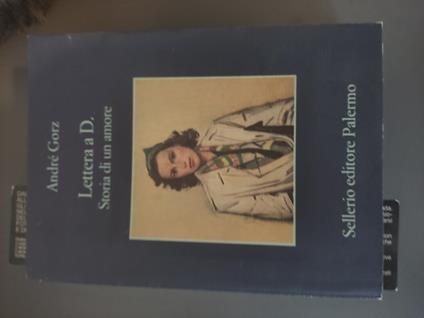 André Gorz
Lettera a D.
Storia di un amore
Sellerio editore Palermo